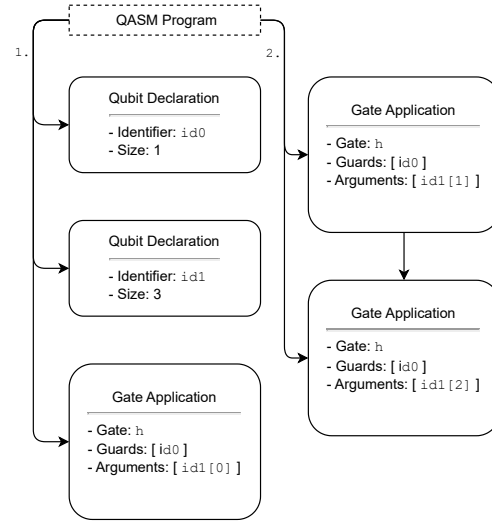 QASM Program
1.
2.
Qubit Declaration
- Identifier: id0
- Size: 1
Qubit Declaration
- Identifier: id1
- Size: 3
Gate Application
- Gate: h
- Guards: [ id0 ]
- Arguments: [ id1[0] ]
Gate Application
- Gate: h
- Guards: [ id0 ]
- Arguments: [ id1[1] ]
Gate Application
- Gate: h
- Guards: [ id0 ]
- Arguments: [ id1[2] ]